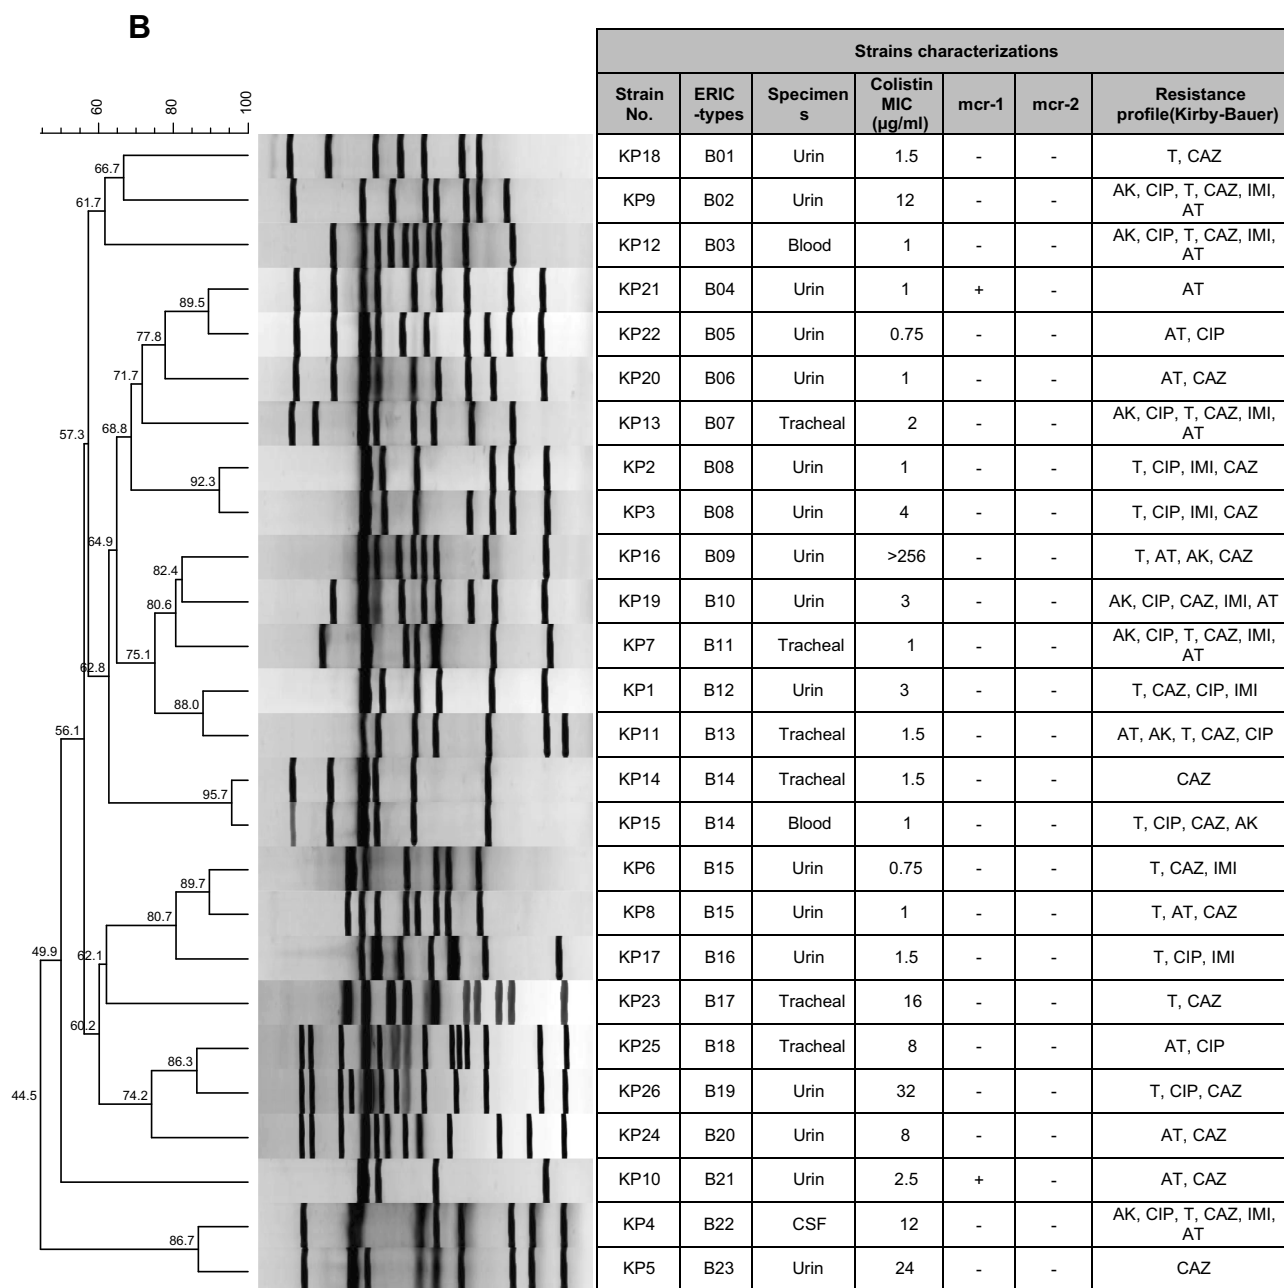 B
60 80 100
Strains characterizations
Strain No. ERIC -types Specimen s Colistin MIC (µg/ml) mcr-1 mcr-2 Resistance profile(Kirby-Bauer)
KP18 B01 Urin 1.5 - - T, CAZ
KP9 B02 Urin 12 - - AK, CIP, T, CAZ, IMI, AT
KP12 B03 Blood 1 - - AK, CIP, T, CAZ, IMI, AT
KP21 B04 Urin 1 + - AT
KP22 B05 Urin 0.75 - - AT, CIP
KP20 B06 Urin 1 - - AT, CAZ
KP13 B07 Tracheal 2 - - AK, CIP, T, CAZ, IMI, AT
KP2 B08 Urin 1 - - T, CIP, IMI, CAZ
KP3 B08 Urin 4 - - T, CIP, IMI, CAZ
KP16 B09 Urin >256 - - T, AT, AK, CAZ
KP19 B10 Urin 3 - - AK, CIP, CAZ, IMI, AT
KP7 B11 Tracheal 1 - - AK, CIP, T, CAZ, IMI, AT
KP1 B12 Urin 3 - - T, CAZ, CIP, IMI
KP11 B13 Tracheal 1.5 - - AT, AK, T, CAZ, CIP
KP14 B14 Tracheal 1.5 - - CAZ
KP15 B14 Blood 1 - - T, CIP, CAZ, AK
KP6 B15 Urin 0.75 - - T, CAZ, IMI
KP8 B15 Urin 1 - - T, AT, CAZ
KP17 B16 Urin 1.5 - - T, CIP, IMI
KP23 B17 Tracheal 16 - - T, CAZ
KP25 B18 Tracheal 8 - - AT, CIP
KP26 B19 Urin 32 - - T, CIP, CAZ
KP24 B20 Urin 8 - - AT, CAZ
KP10 B21 Urin 2.5 + - AT, CAZ
KP4 B22 CSF 12 - - AK, CIP, T, CAZ, IMI, AT
KP5 B23 Urin 24 - - CAZ
66.7
61.7
89.5
77.8
71.7
68.8
57.3
92.3
64.9
82.4
80.6
75.1
62.8
88.0
56.1
95.7
89.7
80.7
49.9
62.1
60.2
86.3
74.2
44.5
86.7